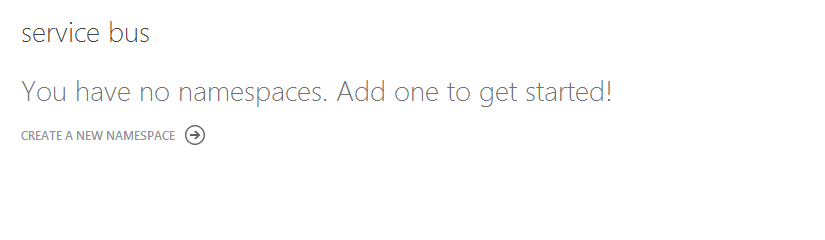 service bus
You have no namespaces. Add one to get started!
CREATE A NEW NAMESPACE